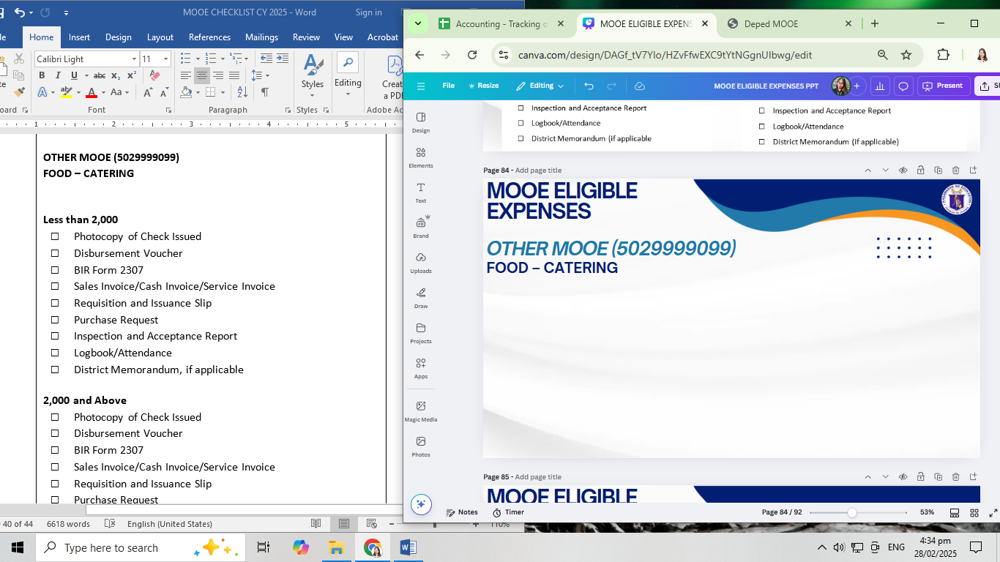 MOOE CHECKLIST CY 2025 - Word
Sign in
Home Insert Design Layout References Mailings Review View Acrobat
Calibri Light 11
Styles
Editing
Font
Paragraph
Styles
1 2 3 4 5
OTHER MOOE (5029999099)
FOOD – CATERING
Less than 2,000
☐ Photocopy of Check Issued
☐ Disbursement Voucher
☐ BIR Form 2307
☐ Sales Invoice/Cash Invoice/Service Invoice
☐ Requisition and Issuance Slip
☐ Purchase Request
☐ Inspection and Acceptance Report
☐ Logbook/Attendance
☐ District Memorandum, if applicable
2,000 and Above
☐ Photocopy of Check Issued
☐ Disbursement Voucher
☐ BIR Form 2307
☐ Sales Invoice/Cash Invoice/Service Invoice
☐ Requisition and Issuance Slip
☐ Purchase Request
40 of 44 6618 words English (United States)
110%
Accounting - Tracking
MOOE ELIGIBLE EXPENS
Deped MOOE
canva.com/design/DAGf_tV7Ylo/HZvFfwEXC9tYtNGgnUIbwg/edit
File Resize Editing MOOE ELIGIBLE EXPENSES PPT Present
Design
Elements
Text
Brand
Uploads
Draw
Projects
Apps
Magic Media
Photos
☐ Inspection and Acceptance Report
☐ Logbook/Attendance
☐ District Memorandum (if applicable
☐ Inspection and Acceptance Report
☐ Logbook/Attendance
☐ District Memorandum (if applicable)
Page 84 - Add page title
MOOE ELIGIBLE
EXPENSES
OTHER MOOE (5029999099)
FOOD – CATERING
Page 85 - Add page title
MOOE ELIGIBLE
Notes Timer Page 84 / 92 53%
Type here to search
ENG
4:34 pm
28/02/2025